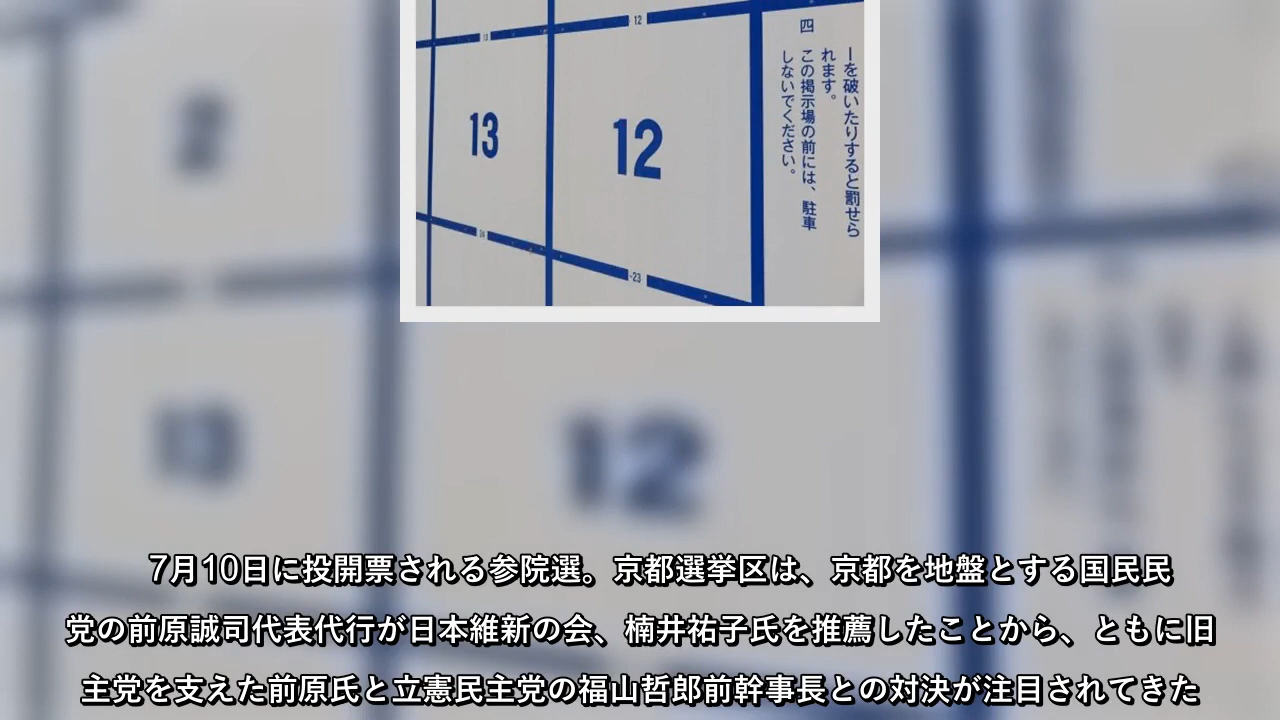 12
13
四
ーを破いたりすると罰せら
れます。
この掲示場の前には、駐車
しないでください。
13
12
24
-23
2
13
12
7月10日に投開票される参院選。京都選挙区は、京都を地盤とする国民民
党の前原誠司代表代行が日本維新の会、楠井祐子氏を推薦したことから、ともに旧
主党を支えた前原氏と立憲民主党の福山哲郎前幹事長との対決が注目されてきた